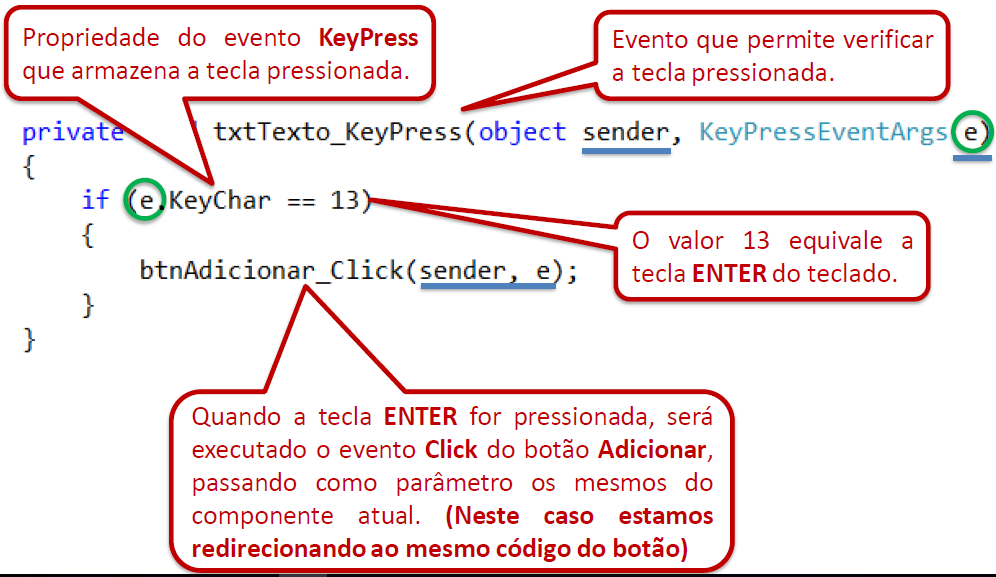 Propriedade do evento KeyPress
que armazena a tecla pressionada.
Evento que permite verificar
a tecla pressionada.
private txtTexto_KeyPress(object sender, KeyPressEventArgs e)
{
if (e.KeyChar == 13)
{
O valor 13 equivale a
tecla ENTER do teclado.
btnAdicionar_Click(sender, e);
}
}
Quando a tecla ENTER for pressionada, será
executado o evento Click do botão Adicionar,
passando como parâmetro os mesmos do
componente atual. (Neste caso estamos
redirecionando ao mesmo código do botão)